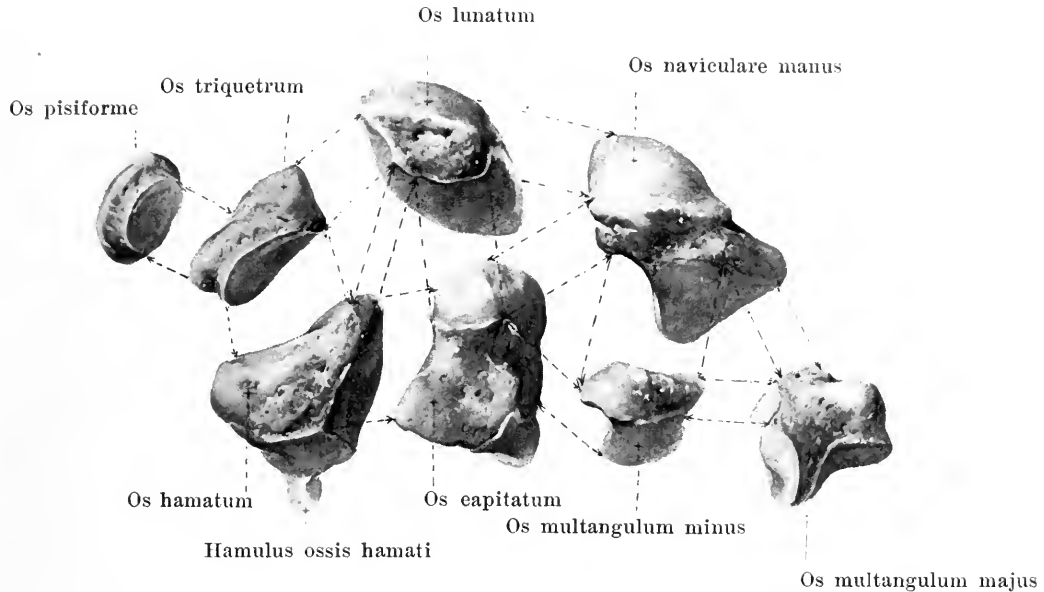 Os lunatum
Os naviculare manus
Os triquetrum
Os pisiforme
Os hamatum
Os eapitatum
Os multangulum minus
Hamulus ossis hamati
Os multangulum majus